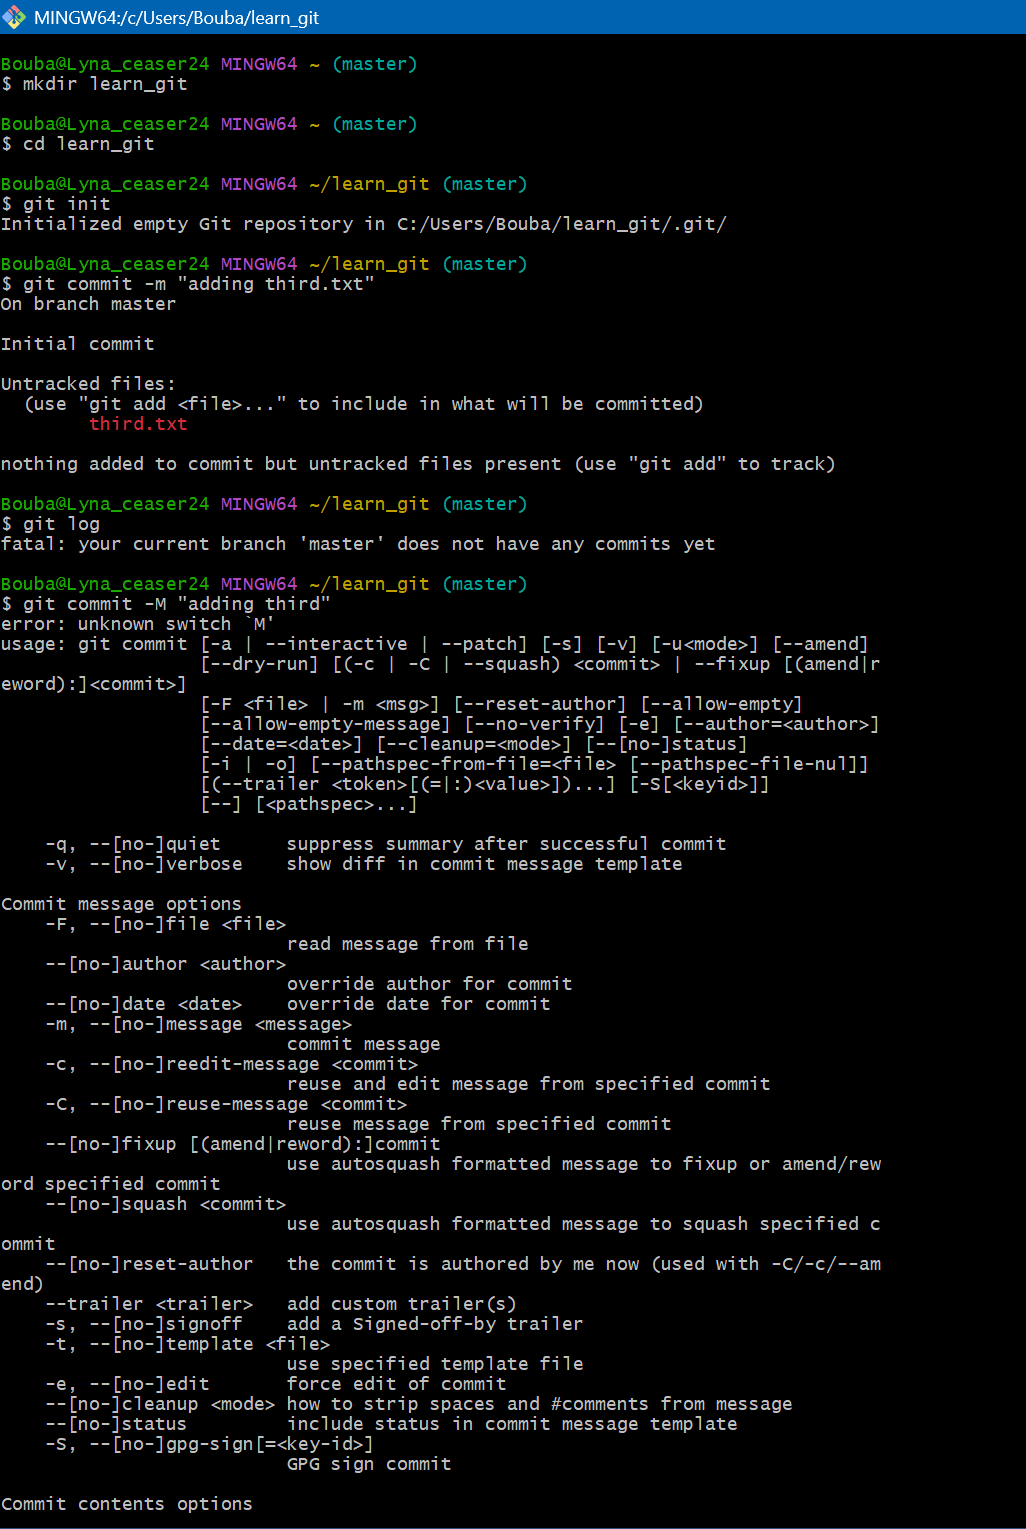 MINGW64:/c/Users/Bouba/learn_git
Bouba@Lyna_ceaser24 MINGW64 ~ (master)
$ mkdir learn_git
Bouba@Lyna_ceaser24 MINGW64 ~ (master)
$ cd learn_git
Bouba@Lyna_ceaser24 MINGW64 ~/learn_git (master)
$ git init
Initialized empty Git repository in C:/Users/Bouba/learn_git/.git/
Bouba@Lyna_ceaser24 MINGW64 ~/learn_git (master)
$ git commit -m "adding third.txt"
On branch master
Initial commit
Untracked files:
  (use "git add <file>..." to include in what will be committed)
        third.txt
nothing added to commit but untracked files present (use "git add" to track)
Bouba@Lyna_ceaser24 MINGW64 ~/learn_git (master)
$ git log
fatal: your current branch 'master' does not have any commits yet
Bouba@Lyna_ceaser24 MINGW64 ~/learn_git (master)
$ git commit -M "adding third"
error: unknown switch `M'
usage: git commit [-a | --interactive | --patch] [-s] [-v] [-u<mode>] [--amend]
                  [--dry-run] [(-c | -C | --squash) <commit> | --fixup [(amend|r
eword):]<commit>]
                  [-F <file> | -m <msg>] [--reset-author] [--allow-empty]
                  [--allow-empty-message] [--no-verify] [-e] [--author=<author>]
                  [--date=<date>] [--cleanup=<mode>] [--[no-]status]
                  [-i | -o] [--pathspec-from-file=<file> [--pathspec-file-nul]]
                  [(--trailer <token>[(=|:)<value>])...] [-S[<keyid>]]
                  [--] [<pathspec>...]
    -q, --[no-]quiet      suppress summary after successful commit
    -v, --[no-]verbose    show diff in commit message template
Commit message options
    -F, --[no-]file <file>
                          read message from file
    --[no-]author <author>
                          override author for commit
    --[no-]date <date>    override date for commit
    -m, --[no-]message <message>
                          commit message
    -c, --[no-]reedit-message <commit>
                          reuse and edit message from specified commit
    -C, --[no-]reuse-message <commit>
                          reuse message from specified commit
    --[no-]fixup [(amend|reword):]commit
                          use autosquash formatted message to fixup or amend/rew
ord specified commit
    --[no-]squash <commit>
                          use autosquash formatted message to squash specified c
ommit
    --[no-]reset-author   the commit is authored by me now (used with -C/-c/--am
end)
    --trailer <trailer>   add custom trailer(s)
    -s, --[no-]signoff    add a Signed-off-by trailer
    -t, --[no-]template <file>
                          use specified template file
    -e, --[no-]edit       force edit of commit
    --[no-]cleanup <mode> how to strip spaces and #comments from message
    --[no-]status         include status in commit message template
    -S, --[no-]gpg-sign[=<key-id>]
                          GPG sign commit
Commit contents options